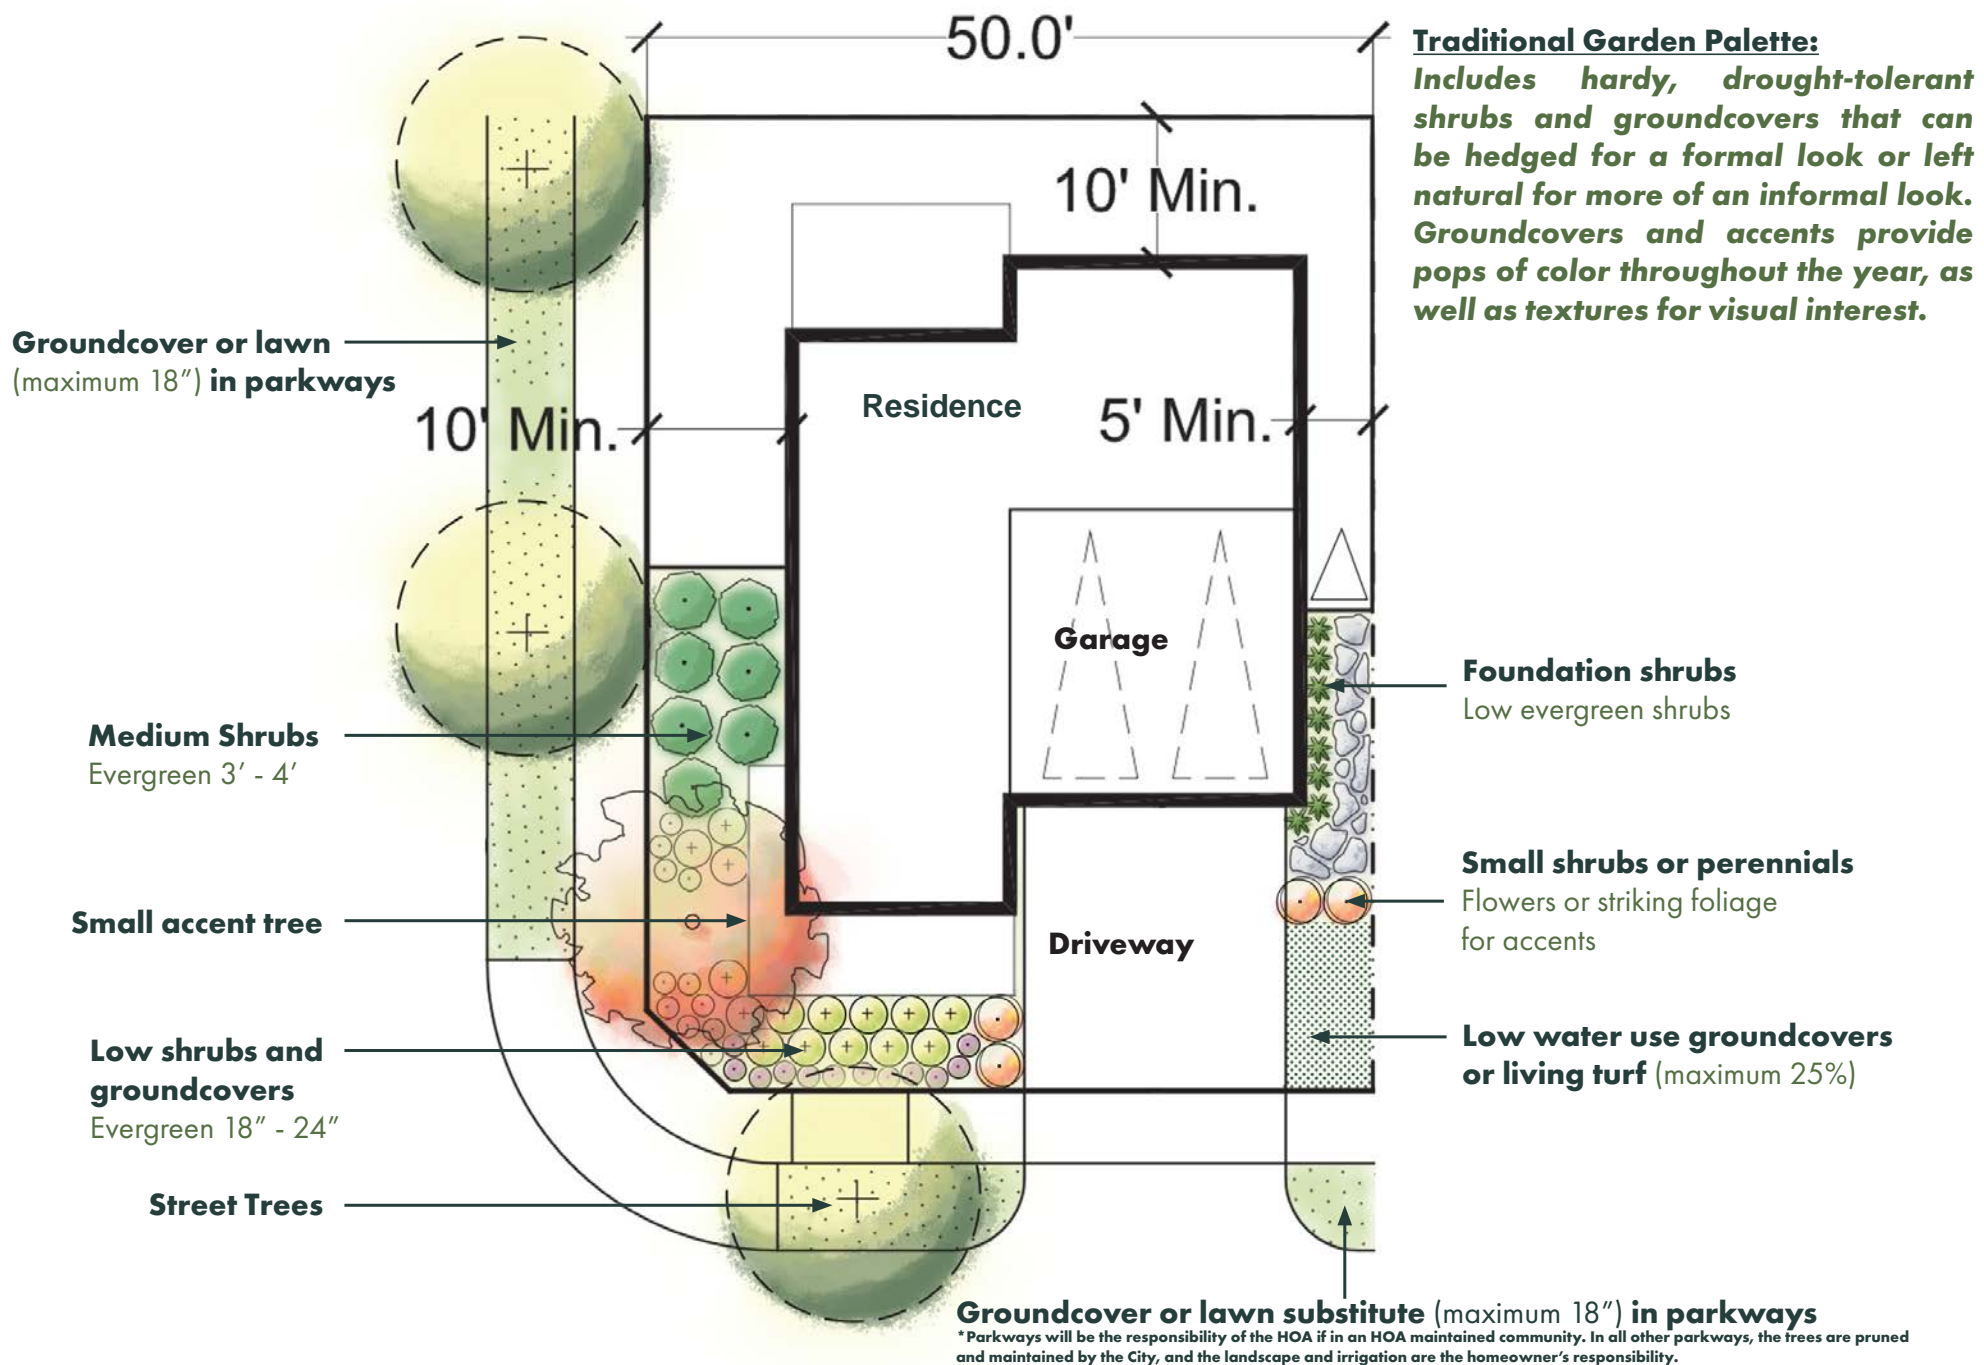 50.0'
Traditional Garden Palette:
Includes hardy, drought-tolerant
shrubs and groundcovers that can
be hedged for a formal look or left
natural for more of an informal look.
Groundcovers and accents provide
pops of color throughout the year, as
well as textures for visual interest.
10' Min.
Groundcover or lawn
(maximum 18") in parkways
10' Min.
Residence
5' Min.
Garage
Foundation shrubs
Low evergreen shrubs
Medium Shrubs
Evergreen 3' - 4'
Small shrubs or perennials
Flowers or striking foliage
for accents
Small accent tree
Driveway
Low shrubs and
groundcovers
Evergreen 18" - 24"
Low water use groundcovers
or living turf (maximum 25%)
Street Trees
Groundcover or lawn substitute (maximum 18") in parkways
*Parkways will be the responsibility of the HOA if in an HOA maintained community. In all other parkways, the trees are pruned
and maintained by the City, and the landscape and irrigation are the homeowner's responsibility.